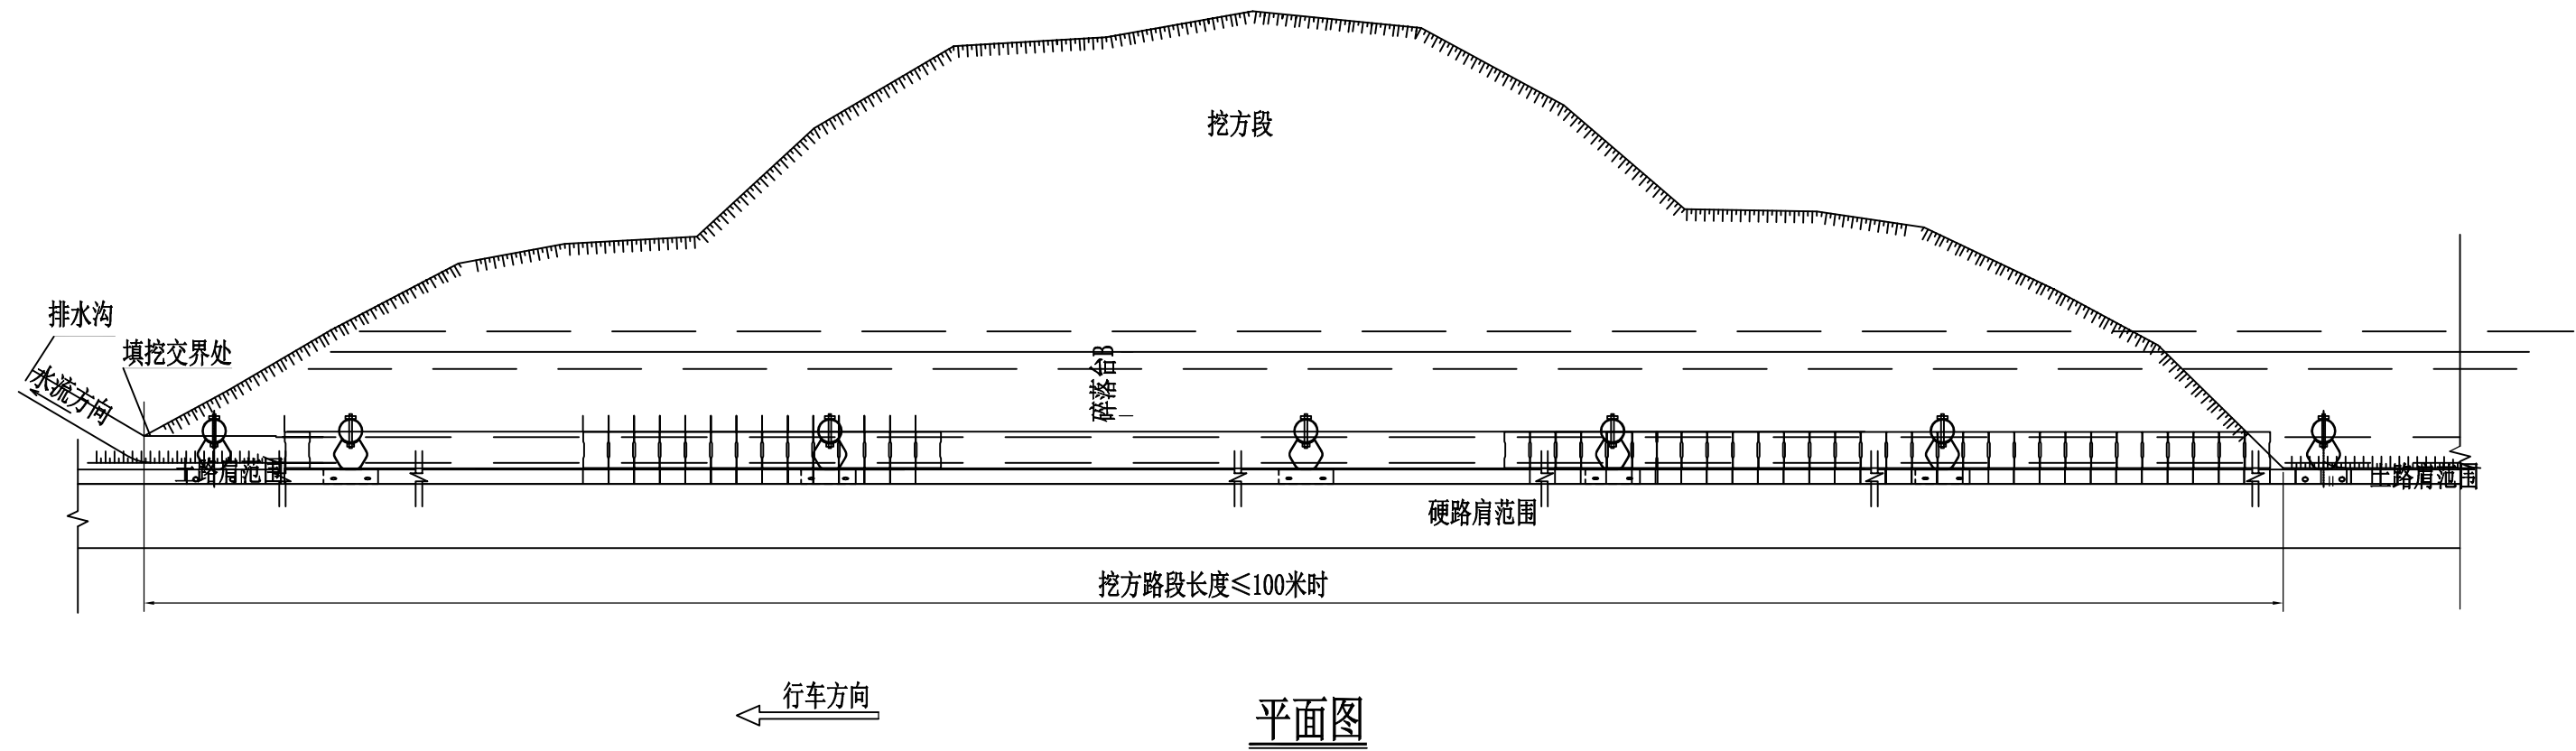 挖方段
排水沟
填挖交界处
水流方向
碎落台B
土路肩范围
土路肩范围
硬路肩范围
挖方路段长度≤100米时
行车方向
平面图